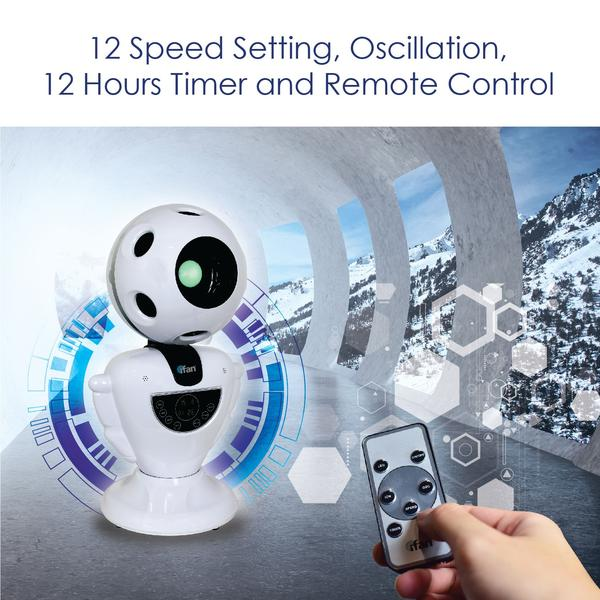 12 Speed Setting, Oscillation,
12 Hours Timer and Remote Control
ifan
ifan